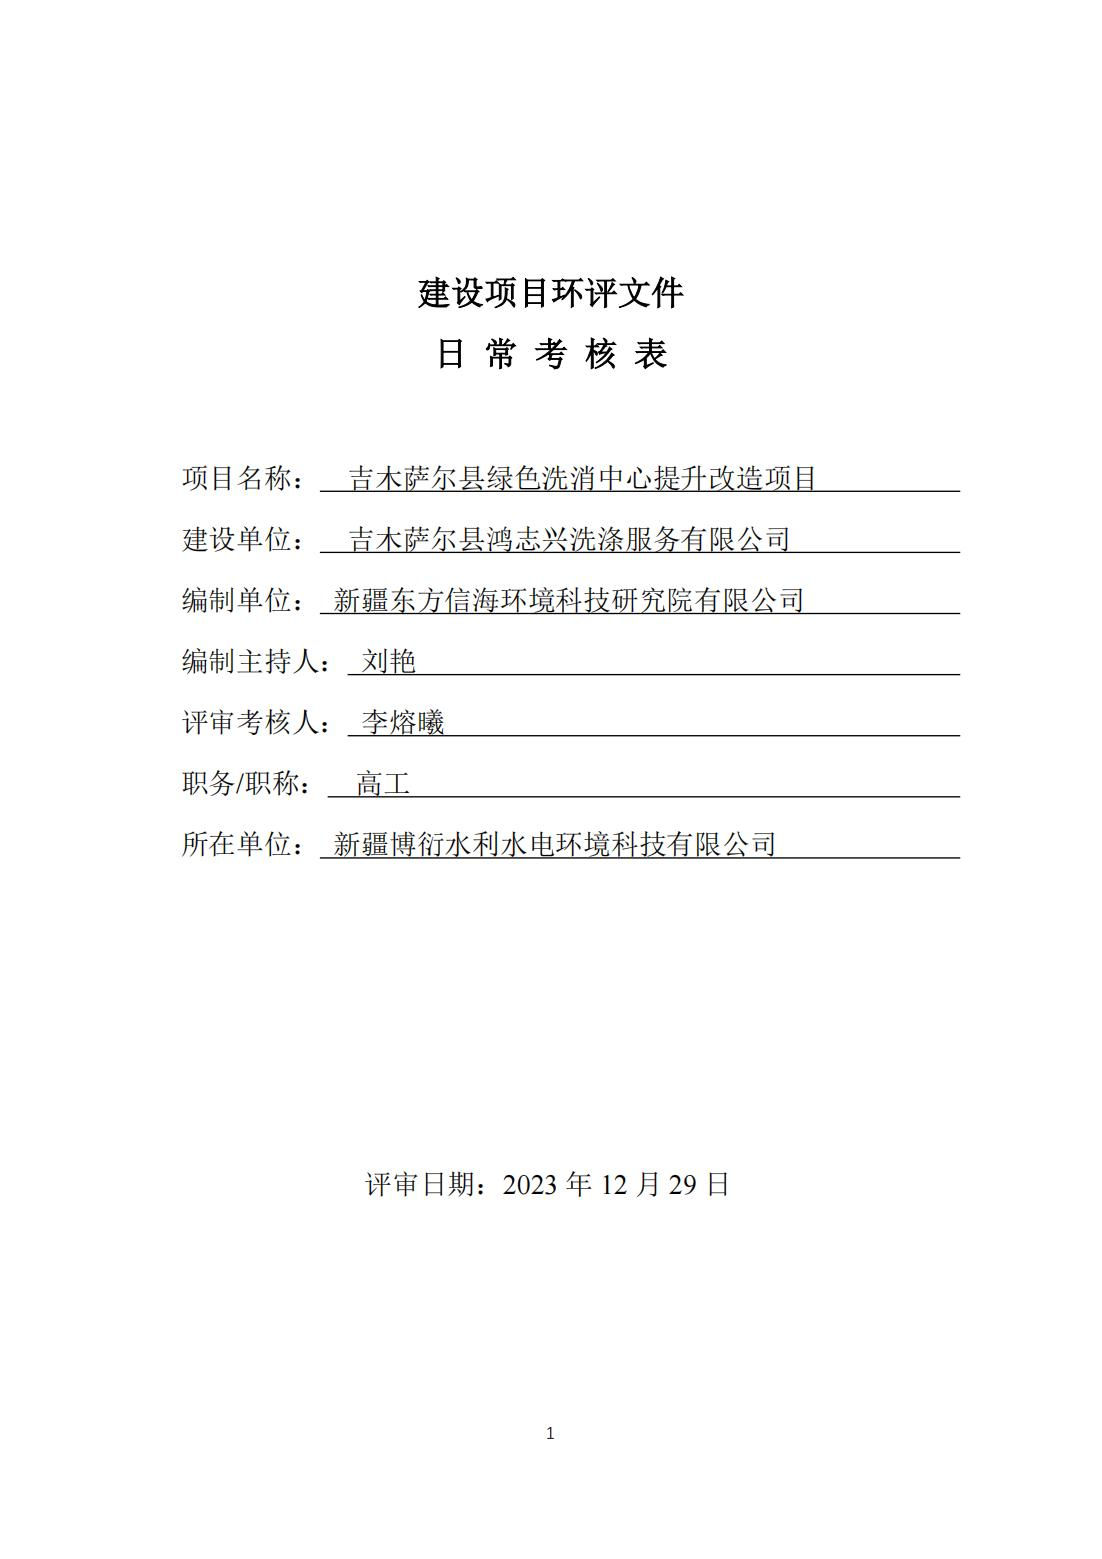 建设项目环评文件
日常考核表
项目名称：吉木萨尔县绿色洗消中心提升改造项目
建设单位：吉木萨尔县鸿志兴洗涤服务有限公司
编制单位：新疆东方信海环境科技研究院有限公司
编制主持人：刘艳
评审考核人：李熔曦
职务/职称：高工
所在单位：新疆博衍水利水电环境科技有限公司
评审日期：2023 年 12 月 29 日
1